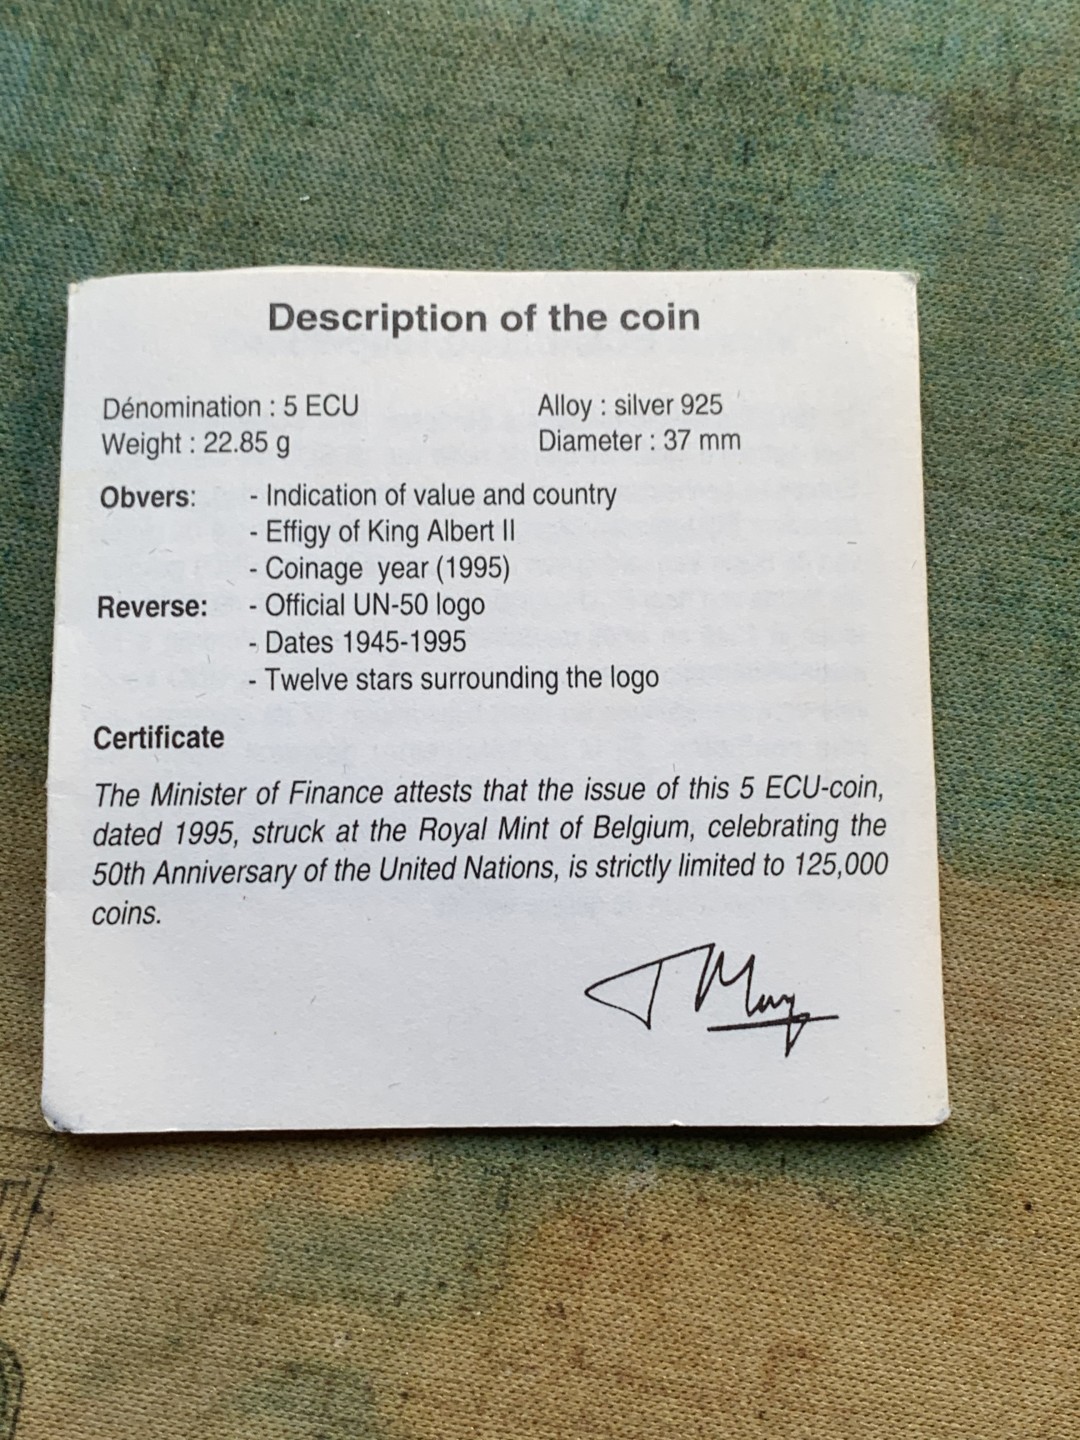 Description of the coin
Dénomination : 5 ECU Alloy : silver 925
Weight : 22.85 g Diameter : 37 mm
Obvers: - Indication of value and country
- Effigy of King Albert II
- Coinage year (1995)
Reverse: - Official UN-50 logo
- Dates 1945-1995
- Twelve stars surrounding the logo
Certificate
The Minister of Finance attests that the issue of this 5 ECU-coin,
dated 1995, struck at the Royal Mint of Belgium, celebrating the
50th Anniversary of the United Nations, is strictly limited to 125,000
coins.